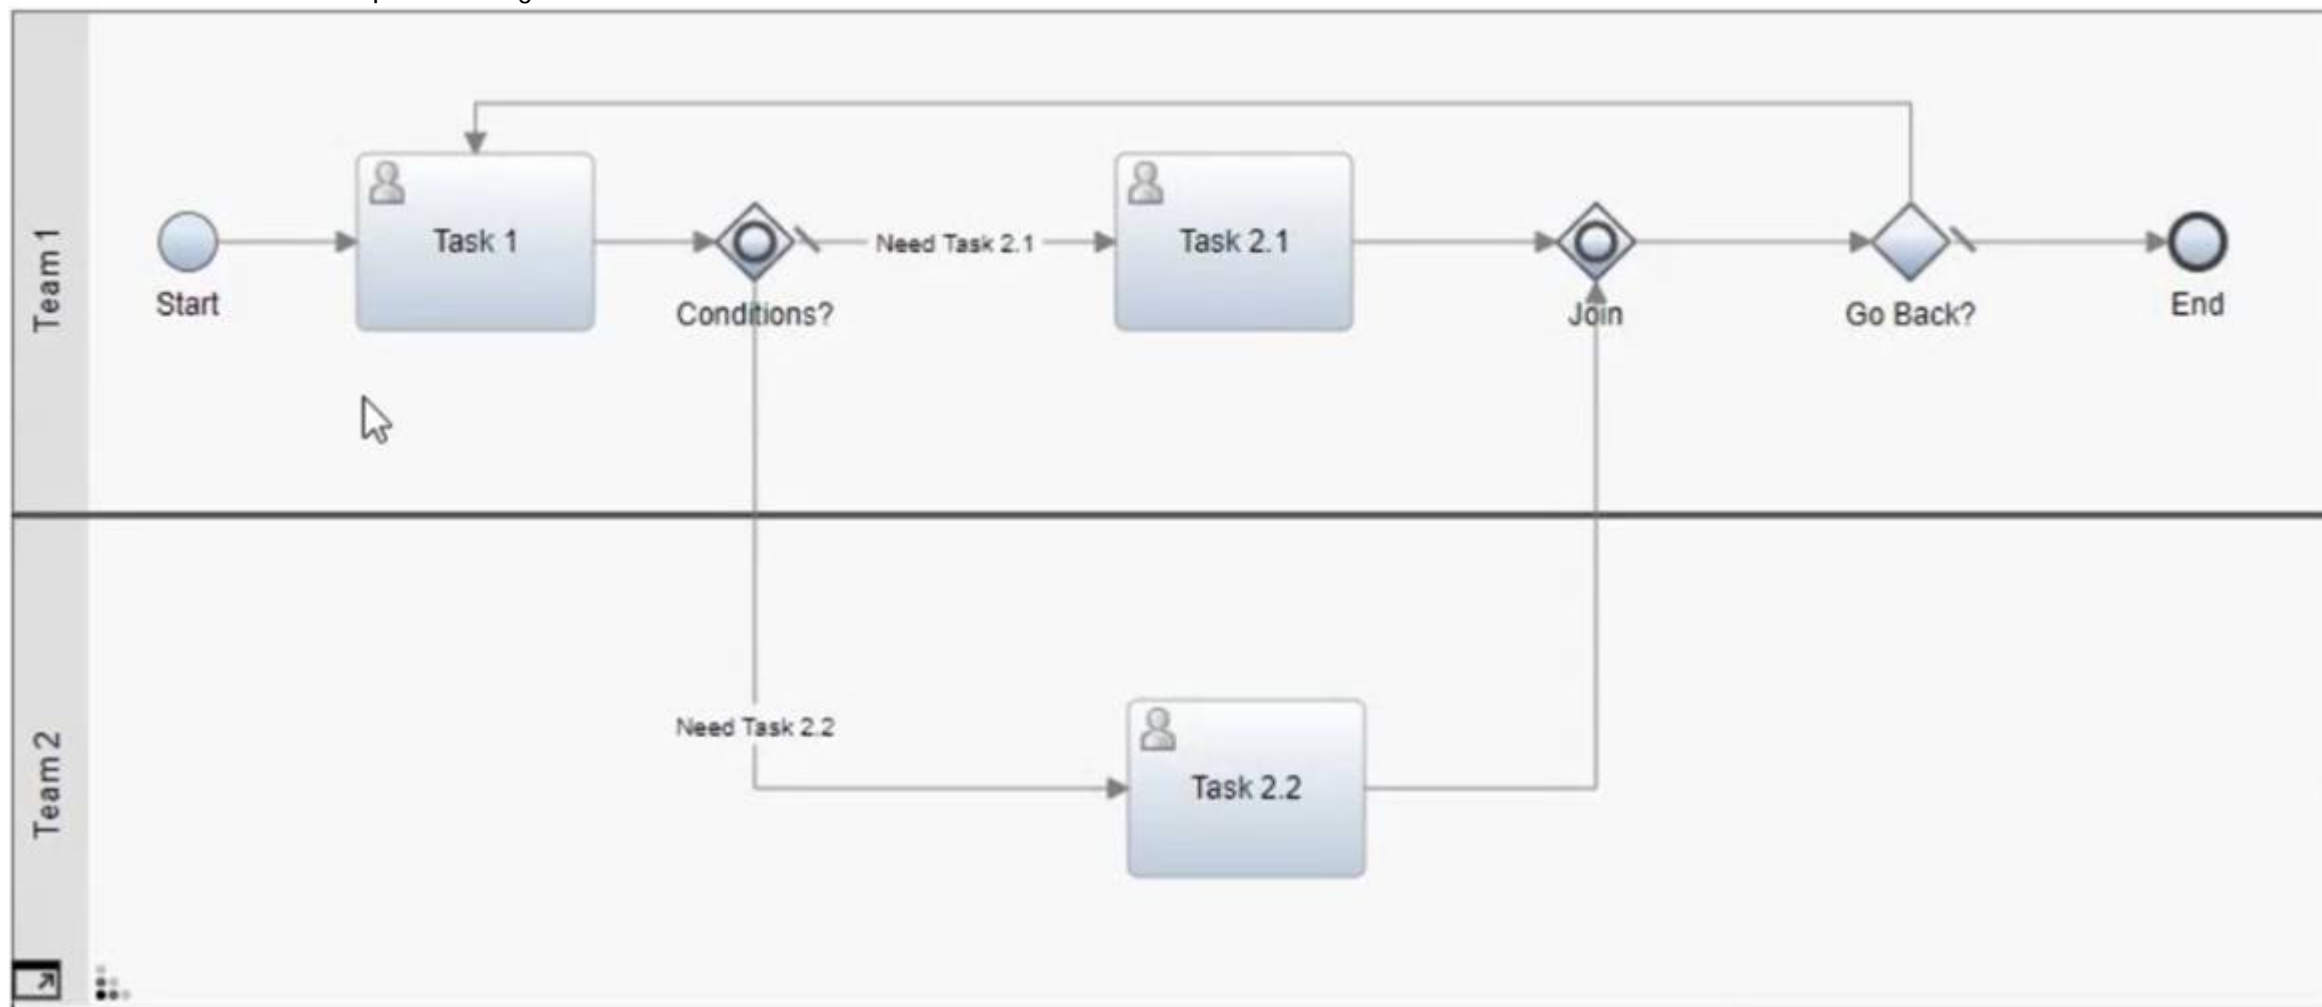 Team 1
Start
Task 1
Conditions?
Need Task 2.1
Task 2.1
Join
Go Back?
End
Team 2
Need Task 2.2
Task 2.2